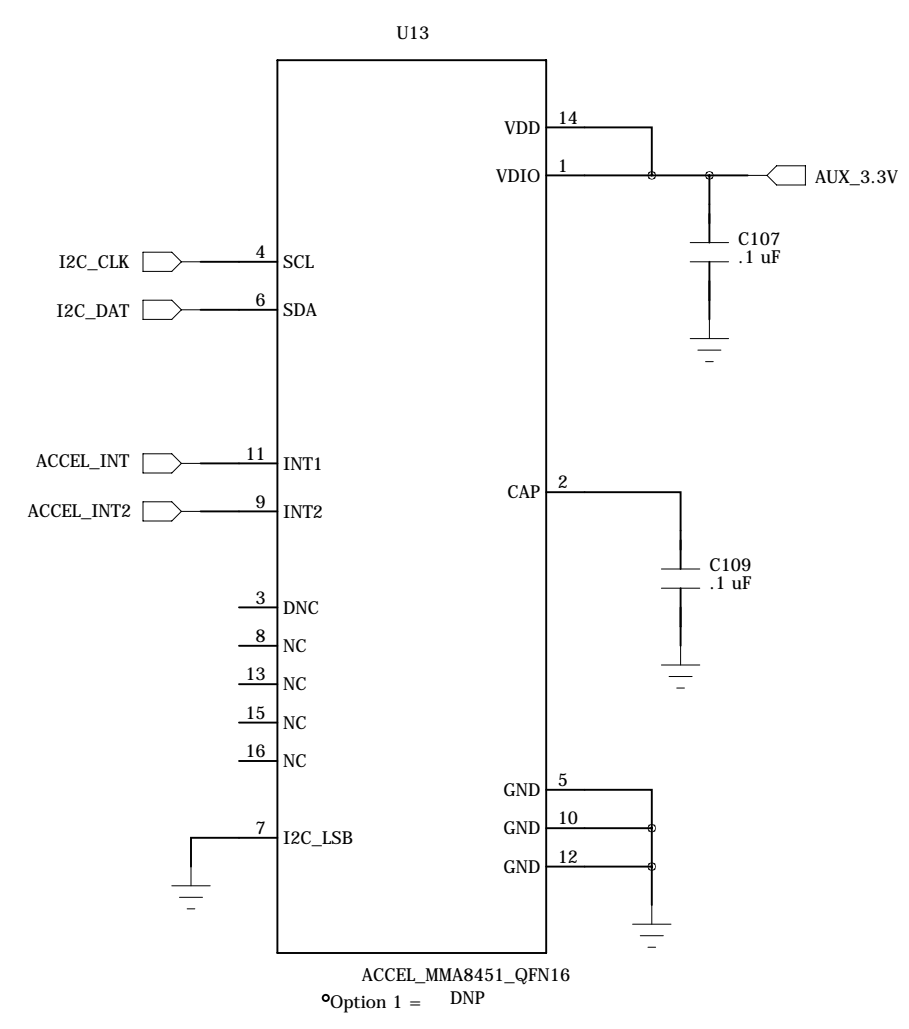 U13
14
VDD
1
VDIO
AUX_3.3V
C107
.1 uF
I2C_CLK
4
SCL
I2C_DAT
6
SDA
ACCEL_INT
11
INT1
ACCEL_INT2
9
INT2
2
CAP
C109
.1 uF
3
DNC
8
NC
13
NC
15
NC
16
NC
7
I2C_LSB
5
GND
10
GND
12
GND
ACCEL_MMA8451_QFN16
Option 1 = DNP